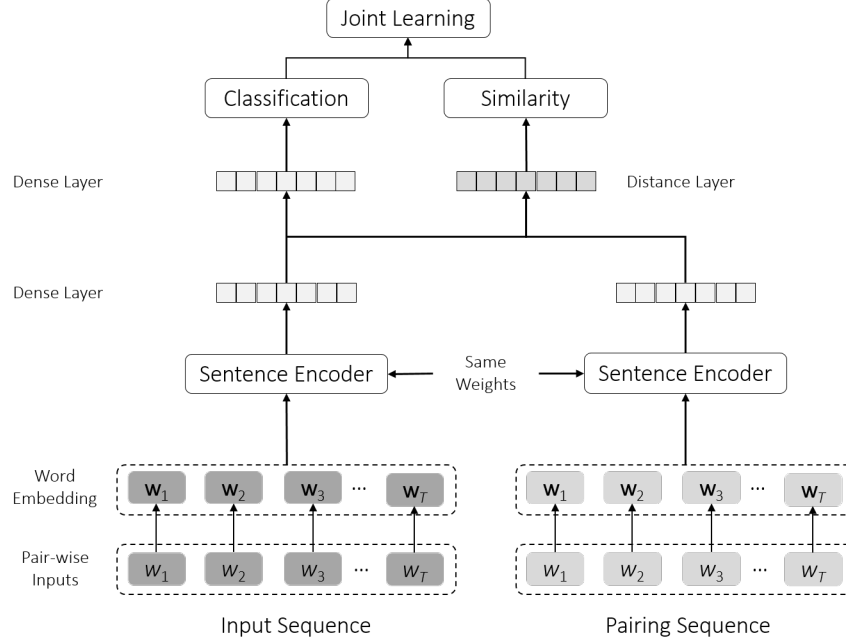 Joint Learning
Classification
Similarity
Dense Layer
Distance Layer
Dense Layer
Sentence Encoder
Same
Weights
Sentence Encoder
Word
Embedding
w1 w2 w3 ... wT
w1 w2 w3 ... wT
Pair-wise
Inputs
w1 w2 w3 ... wT
w1 w2 w3 ... wT
Input Sequence
Pairing Sequence